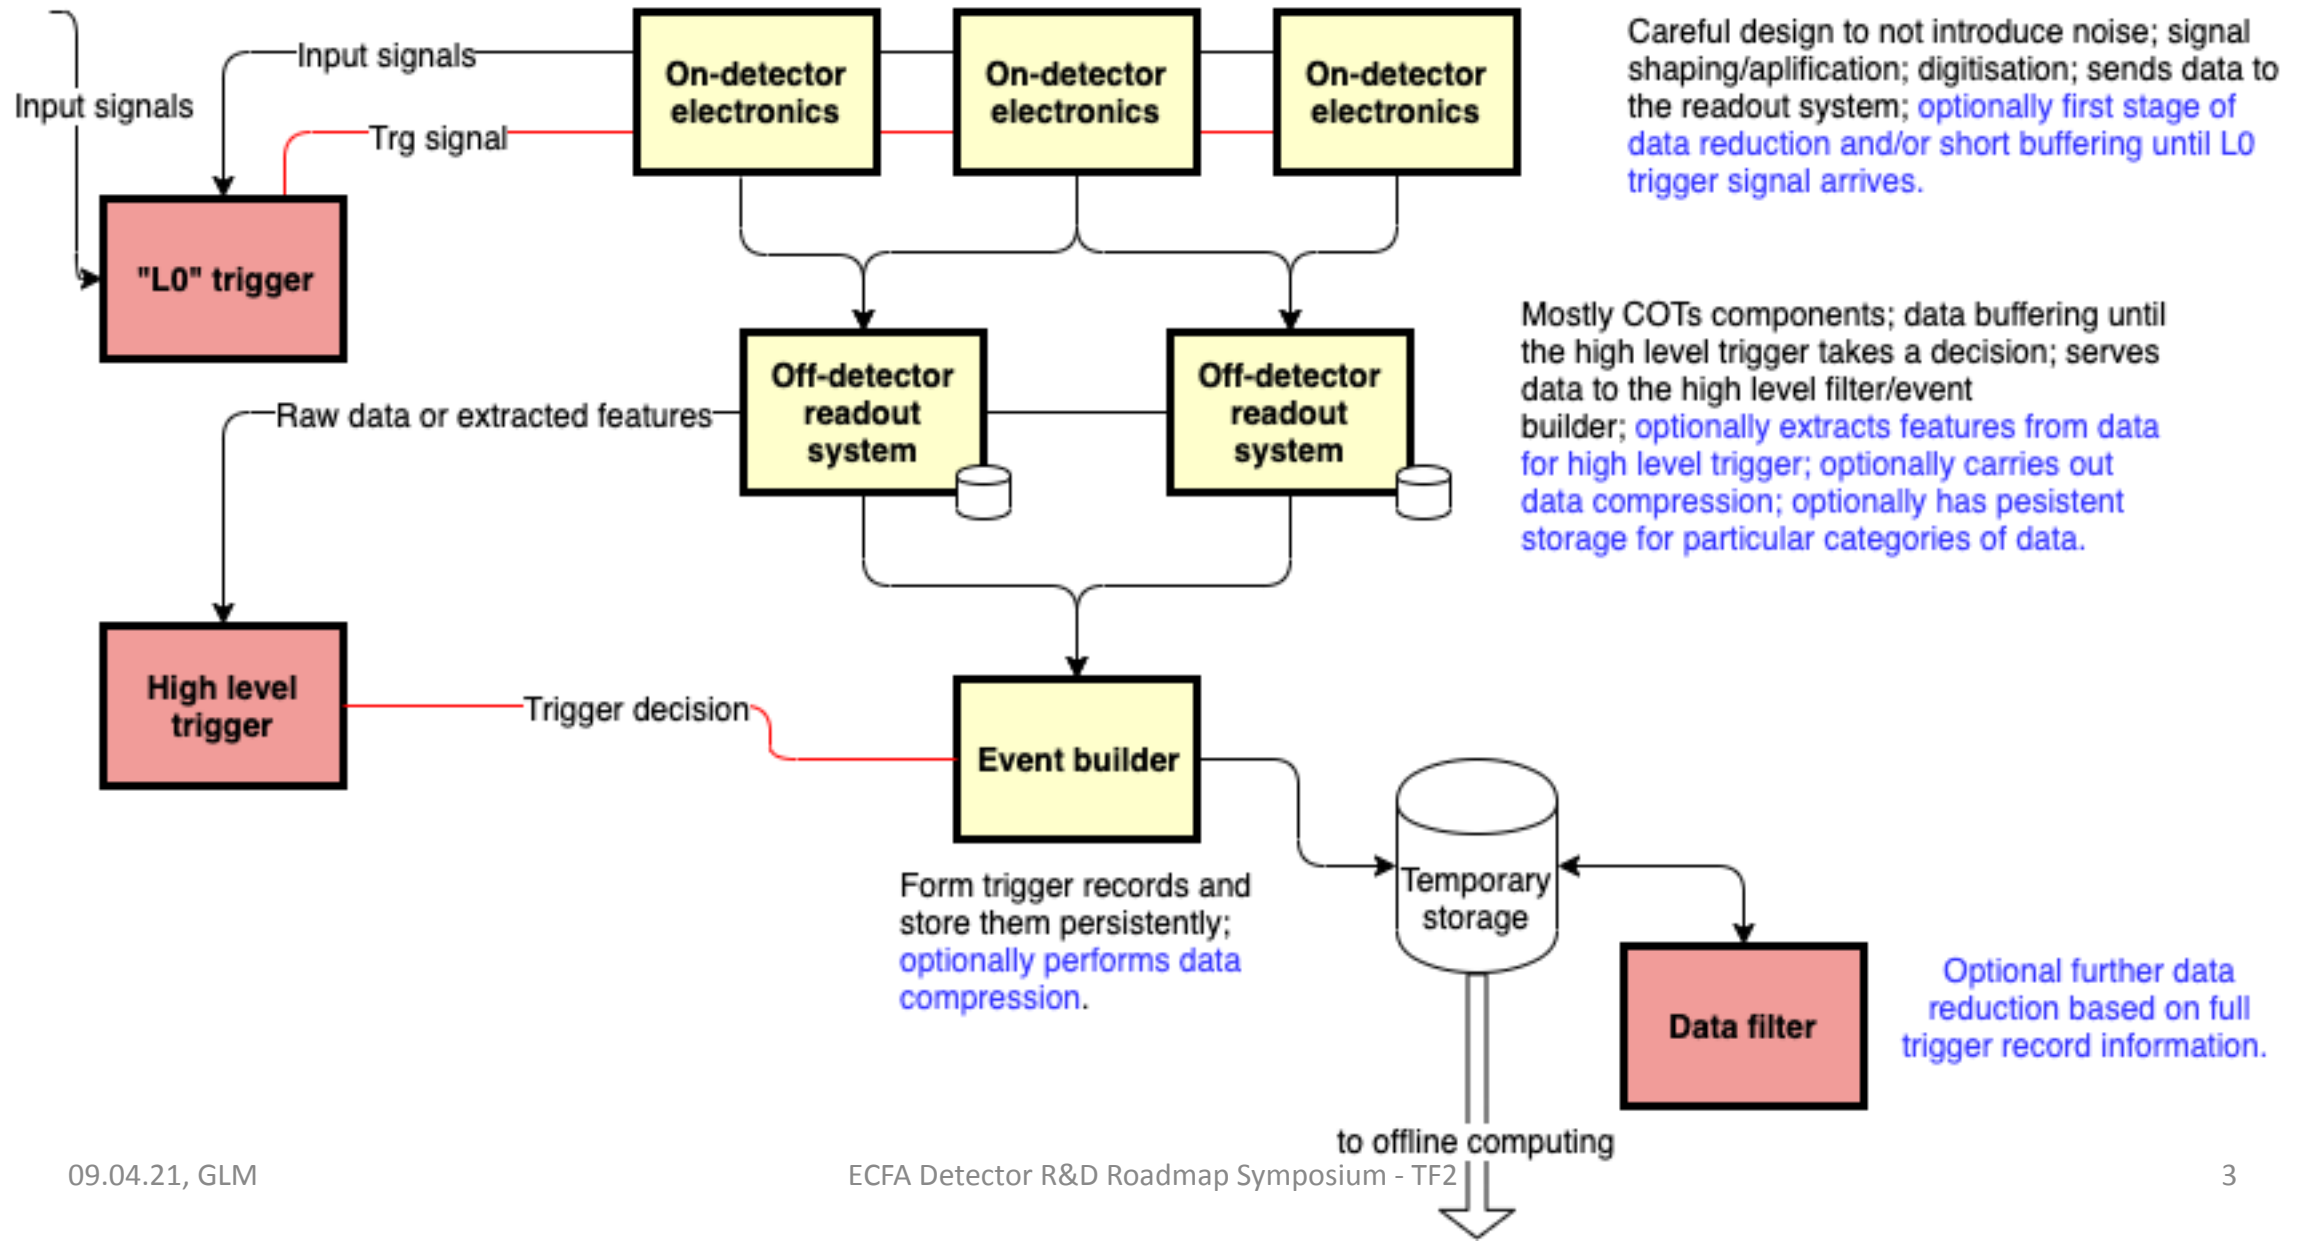 Input signals
Input signals
Trg signal
On-detector
electronics
On-detector
electronics
On-detector
electronics
Careful design to not introduce noise; signal
shaping/aplification; digitisation; sends data to
the readout system; optionally first stage of
data reduction and/or short buffering until L0
trigger signal arrives.
"L0" trigger
Off-detector
readout
system
Off-detector
readout
system
Mostly COTs components; data buffering until
the high level trigger takes a decision; serves
data to the high level filter/event
builder; optionally extracts features from data
for high level trigger; optionally carries out
data compression; optionally has pesistent
storage for particular categories of data.
Raw data or extracted features
High level
trigger
Trigger decision
Event builder
Form trigger records and
store them persistently;
optionally performs data
compression.
Temporary
storage
Data filter
Optional further data
reduction based on full
trigger record information.
to offline computing
09.04.21, GLM
ECFA Detector R&D Roadmap Symposium - TF2
3